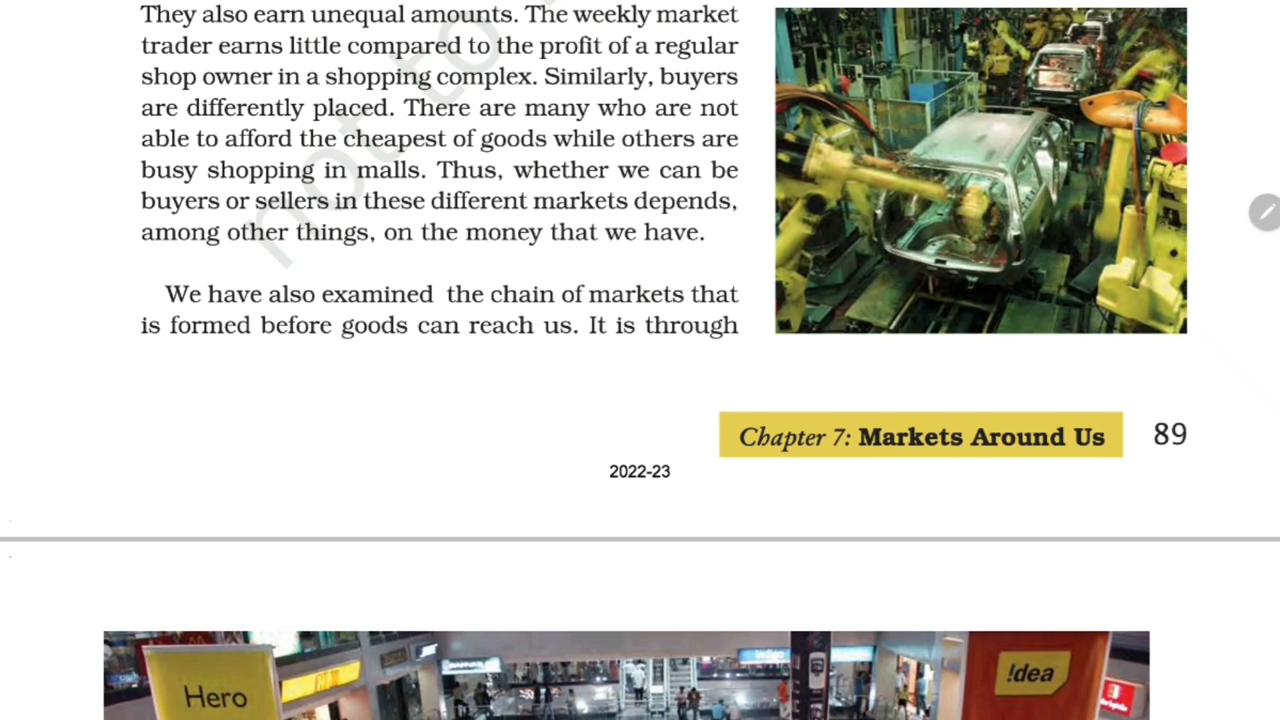 They also earn unequal amounts. The weekly market
trader earns little compared to the profit of a regular
shop owner in a shopping complex. Similarly, buyers
are differently placed. There are many who are not
able to afford the cheapest of goods while others are
busy shopping in malls. Thus, whether we can be
buyers or sellers in these different markets depends,
among other things, on the money that we have.
We have also examined the chain of markets that
is formed before goods can reach us. It is through
Chapter 7: Markets Around Us 89
2022-23
Hero
!dea
not to